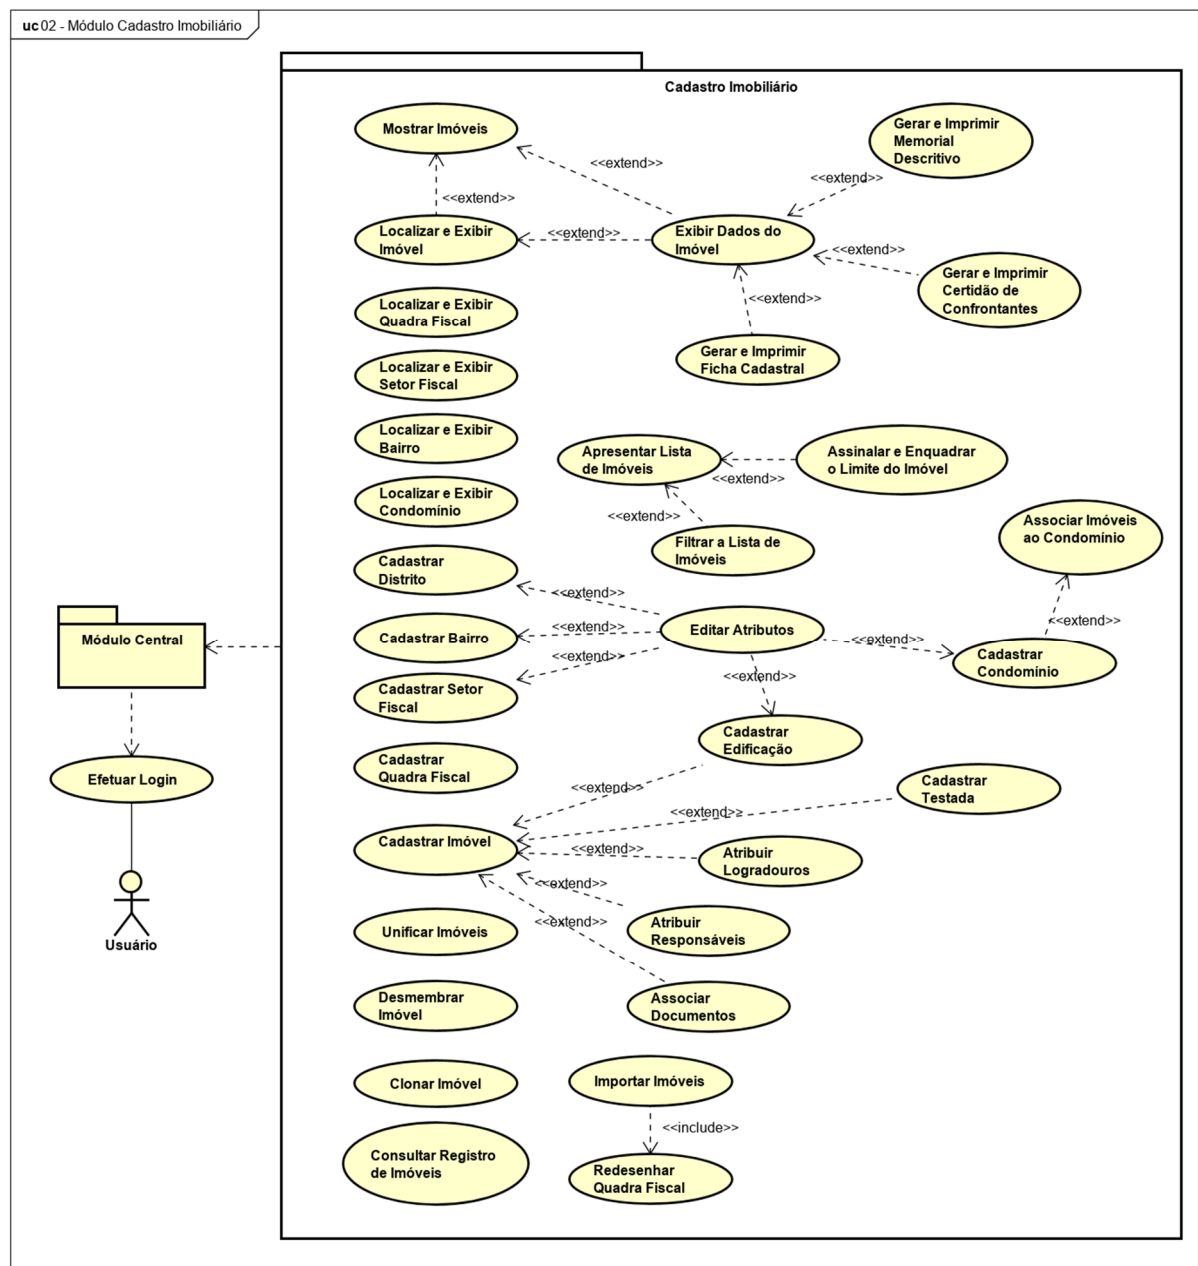 uc 02 - Módulo Cadastro Imobiliário
Cadastro Imobiliário
Mostrar Imóveis
Gerar e Imprimir
Memorial
Descritivo
<<extend>>
<<extend>>
<<extend>>
Localizar e Exibir
Imóvel
<<extend>>
Exibir Dados do
Imóvel
<<extend>>
Gerar e Imprimir
Certidão de
Confrontantes
<<extend>>
Localizar e Exibir
Quadra Fiscal
Gerar e Imprimir
Ficha Cadastral
Localizar e Exibir
Setor Fiscal
Localizar e Exibir
Bairro
Apresentar Lista
de Imóveis
<<extend>>
Assinalar e Enquadrar
o Limite do Imóvel
Localizar e Exibir
Condomínio
<<extend>>
Filtrar a Lista de
Imóveis
Associar Imóveis
ao Condomínio
Cadastrar
Distrito
<<extend>>
<<extend>>
Módulo Central
Cadastrar Bairro
<<extend>>
Editar Atributos
<<extend>>
Cadastrar
Condomínio
<<extend>>
<<extend>>
Cadastrar Setor
Fiscal
Cadastrar
Edificação
Cadastrar
Quadra Fiscal
Efetuar Login
<<extend>>
Cadastrar
Testada
<<extend>>
Cadastrar Imóvel
<<extend>>
Atribuir
Logradouros
<<extend>>
<<extend>>
Atribuir
Responsáveis
Unificar Imóveis
Usuário
Desmembrar
Imóvel
Associar
Documentos
Clonar Imóvel
Importar Imóveis
<<include>>
Consultar Registro
de Imóveis
Redesenhar
Quadra Fiscal